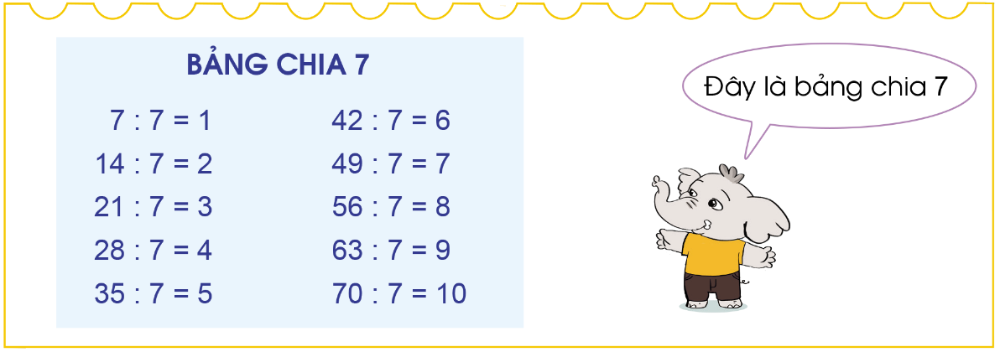 BẢNG CHIA 7
7 : 7 = 1
14 : 7 = 2
21 : 7 = 3
28 : 7 = 4
35 : 7 = 5
42 : 7 = 6
49 : 7 = 7
56 : 7 = 8
63 : 7 = 9
70 : 7 = 10
Đây là bảng chia 7